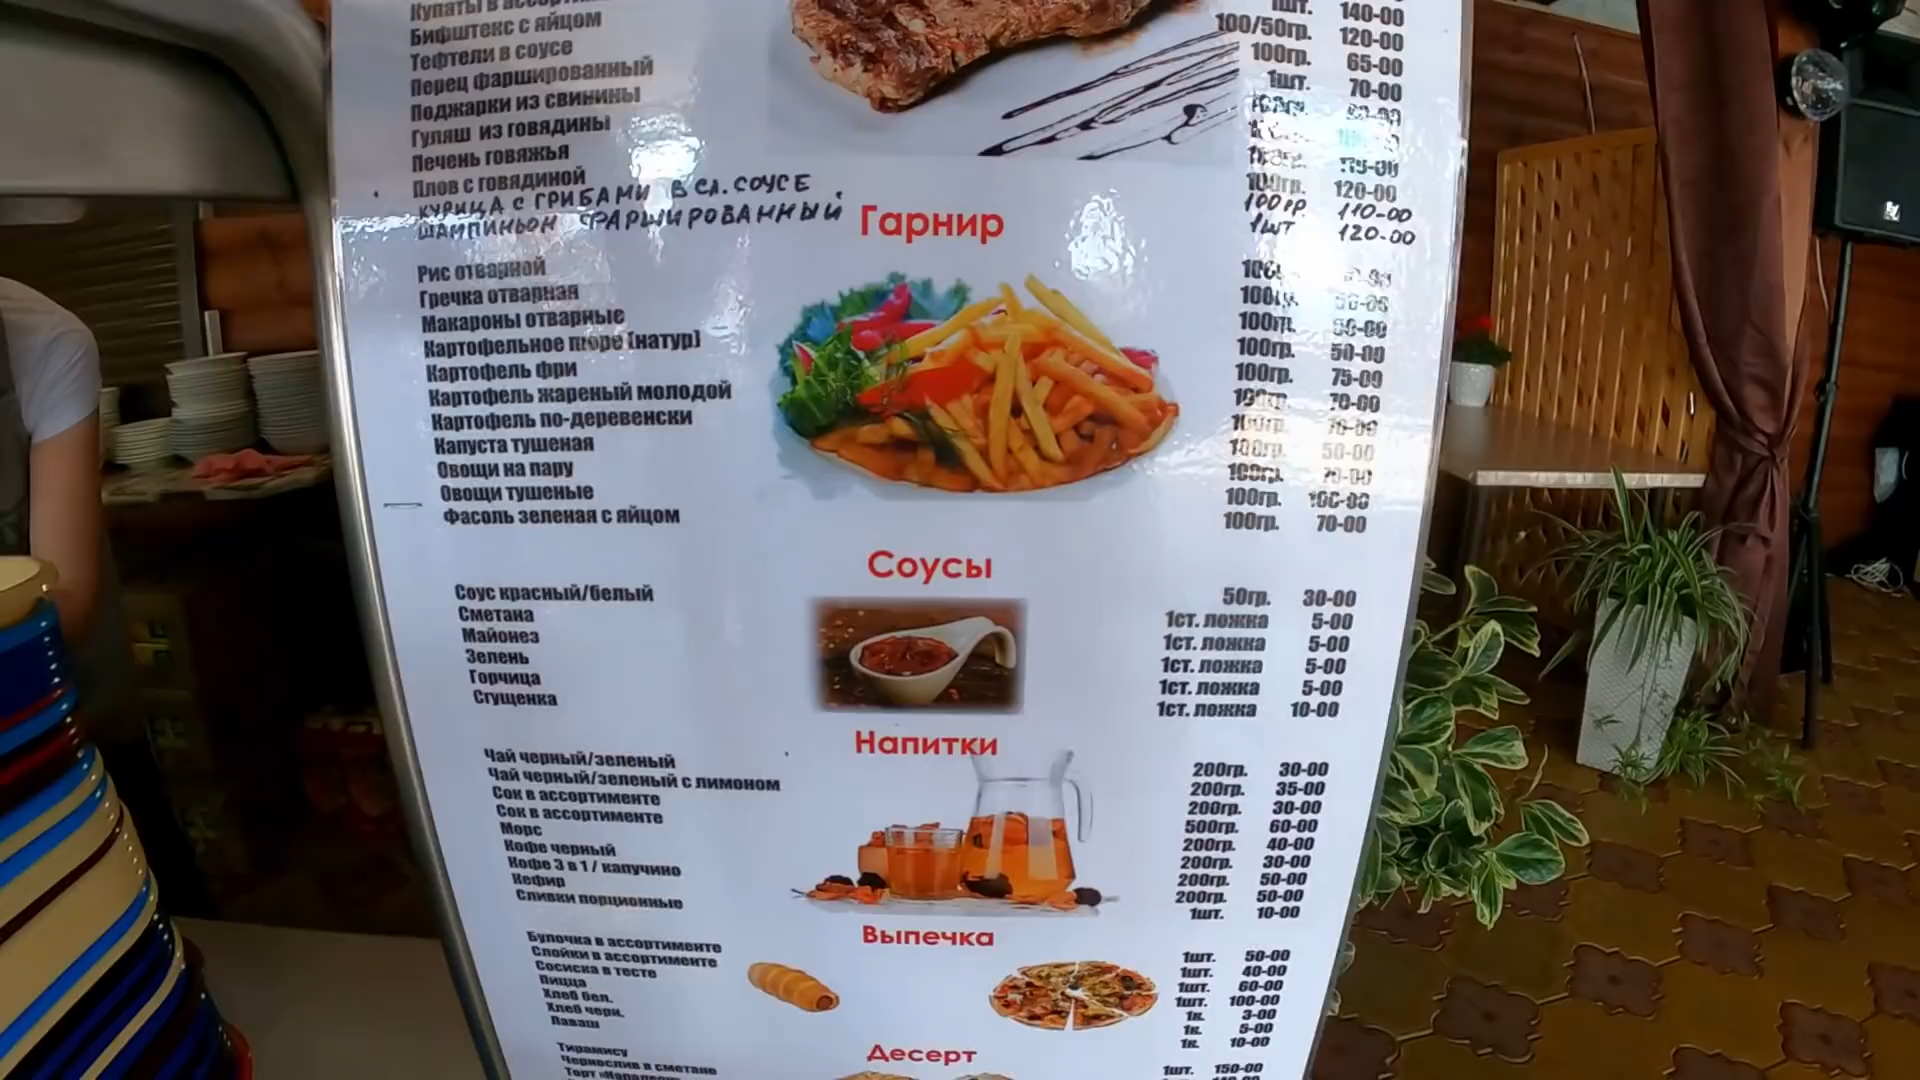 Купаты в
Бифштекс с яйцом
Тефтели в соусе
Перец фаршированный
Поджарки из свинины
Гуляш из говядины
Печень говяжья
Плов с говядиной
КУРИЦА С ГРИБАМИ В СЛ. СОУСЕ
ШАМПИНЬОН ФАРШИРОВАННЫЙ
1шт. 140-00
100/50гр. 120-00
100гр. 65-00
1шт. 70-00
100гр.
115-00
100гр. 120-00
100гр. 110-00
1шт 120-00
Гарнир
Рис отварной
Гречка отварная 100гр.
Макароны отварные 100гр. 50-00
Картофельное пюре (натур) 100гр. 50-00
Картофель фри 100гр. 75-00
Картофель жареный молодой 100гр. 70-00
Картофель по-деревенски 100гр. 70-00
Капуста тушеная 100гр. 50-00
Овощи на пару 100гр. 70-00
Овощи тушеные 100гр. 100-00
Фасоль зеленая с яйцом 100гр. 70-00
Соусы
Соус красный/белый 50гр. 30-00
Сметана 1ст. ложка 5-00
Майонез 1ст. ложка 5-00
Зелень 1ст. ложка 5-00
Горчица 1ст. ложка 5-00
Сгущенка 1ст. ложка 10-00
Напитки
Чай черный/зеленый 200гр. 30-00
Чай черный/зеленый с лимоном 200гр. 35-00
Сок в ассортименте 200гр. 30-00
Сок в ассортименте 500гр. 60-00
Морс 200гр. 40-00
Кофе черный 200гр. 30-00
Кофе 3 в 1 / капучино 200гр. 50-00
Кефир 200гр. 50-00
Сливки порционные 1шт. 10-00
Выпечка
Булочка в ассортименте 1шт. 50-00
Слойки в ассортименте 1шт. 40-00
Сосиска в тесте 1шт. 60-00
Пицца 1шт. 100-00
Хлеб бел. 1к. 3-00
Хлеб черн. 1к. 5-00
Лаваш 1к. 10-00
Десерт
Тирамису 1шт. 150-00
Чернослив в сметане
Торт